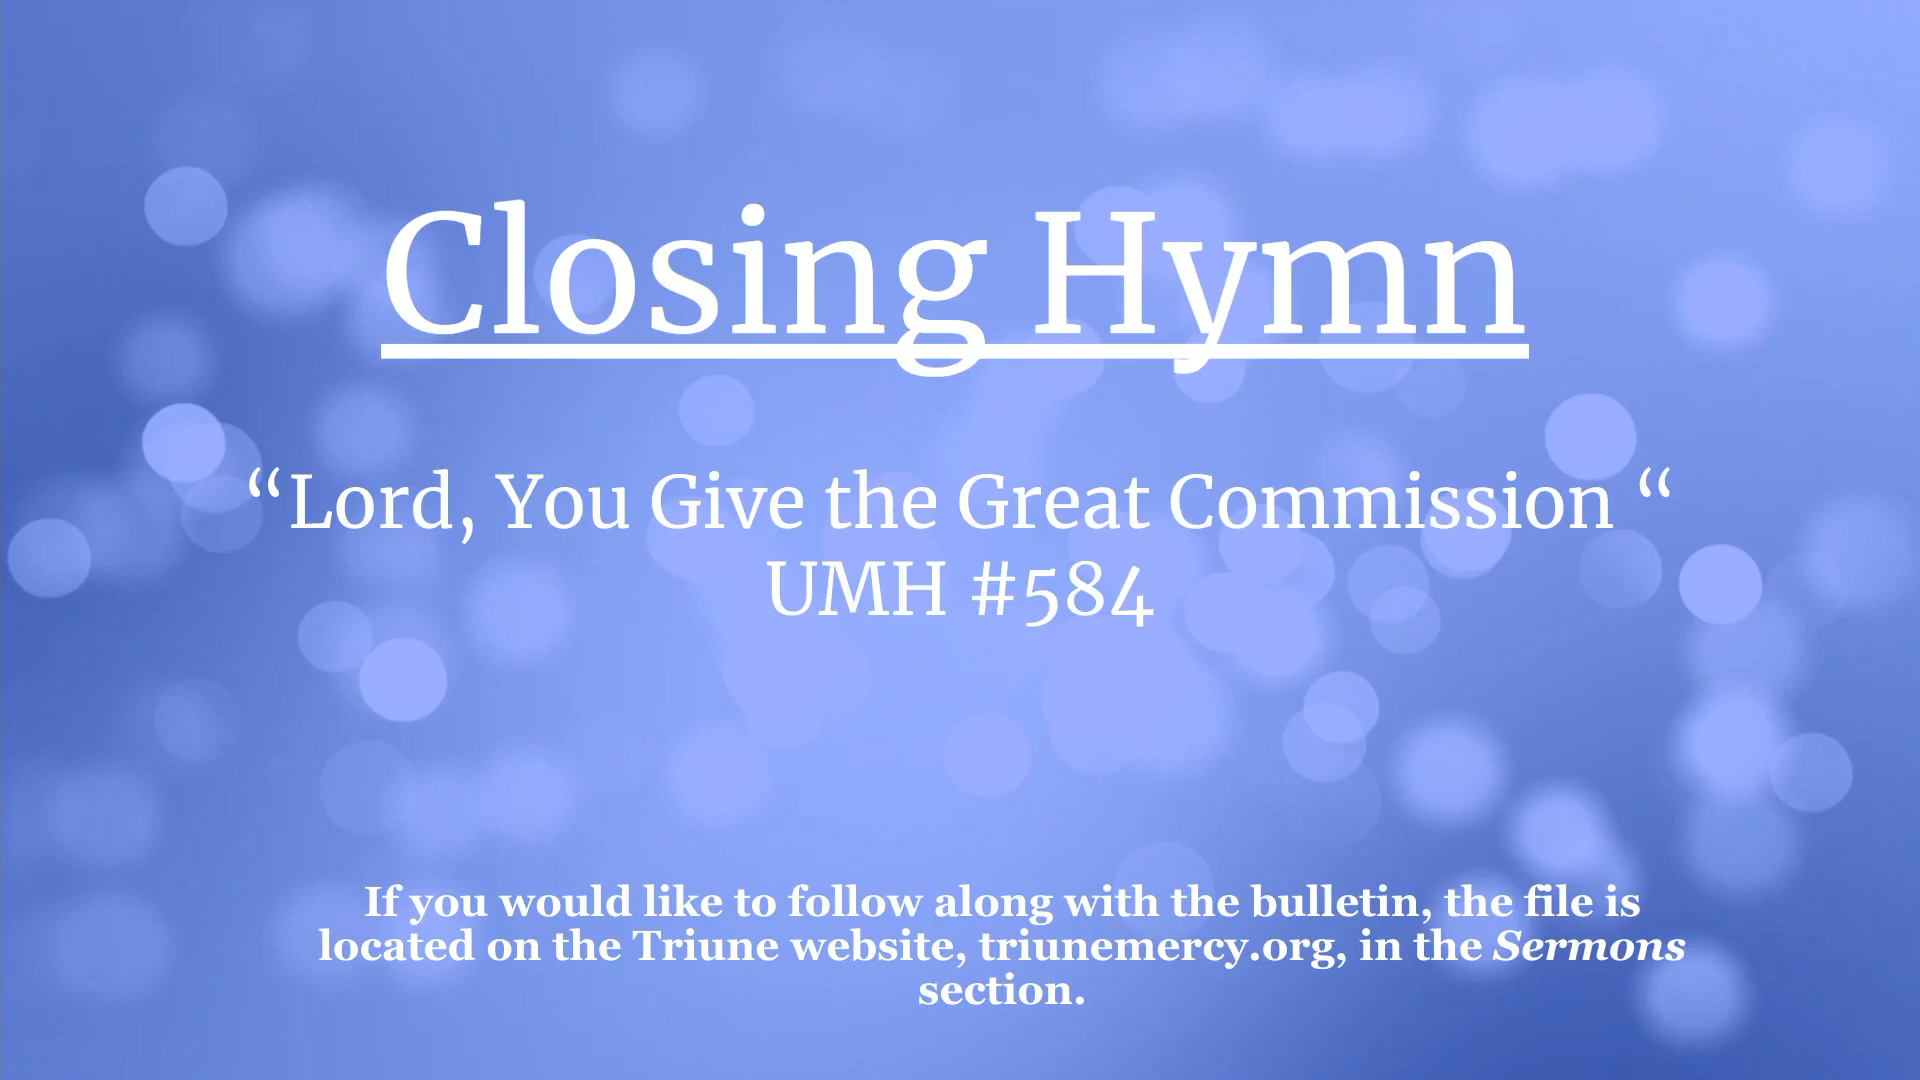 Closing Hymn
“Lord, You Give the Great Commission “
UMH #584
If you would like to follow along with the bulletin, the file is
located on the Triune website, triunemercy.org, in the Sermons
section.